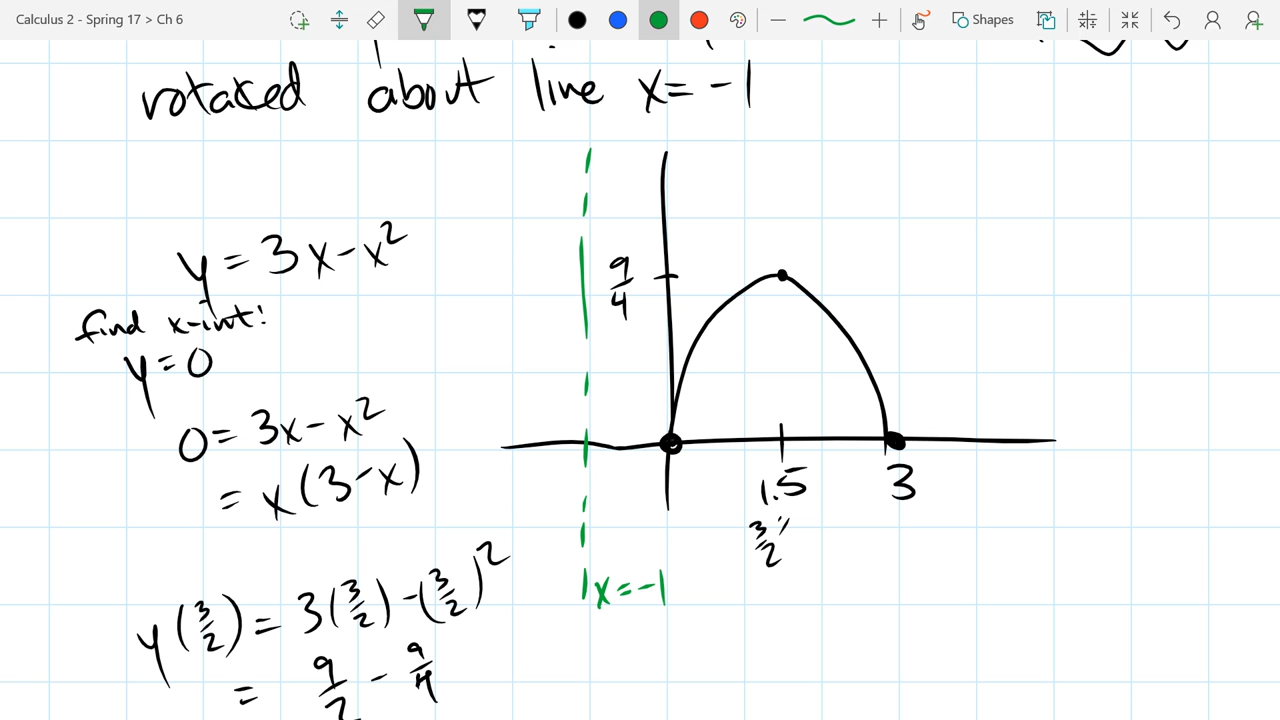 Calculus 2 - Spring 17 > Ch 6
Shapes
rotated about line x = -1
y = 3x - x²
find x-int:
y = 0
0 = 3x - x²
= x(3 - x)
y(3/2) = 3(3/2) - (3/2)²
= 9/2 - 9/4
9/4
1.5
3/2
3
x = -1